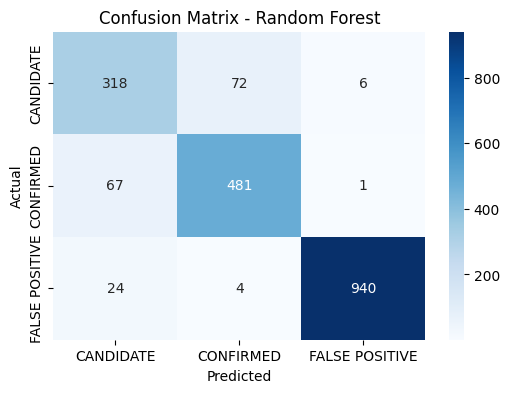 Confusion Matrix - Random Forest
Actual
CANDIDATE
318 72 6
CONFIRMED
67 481 1
FALSE POSITIVE
24 4 940
CANDIDATE CONFIRMED FALSE POSITIVE
Predicted
800
600
400
200